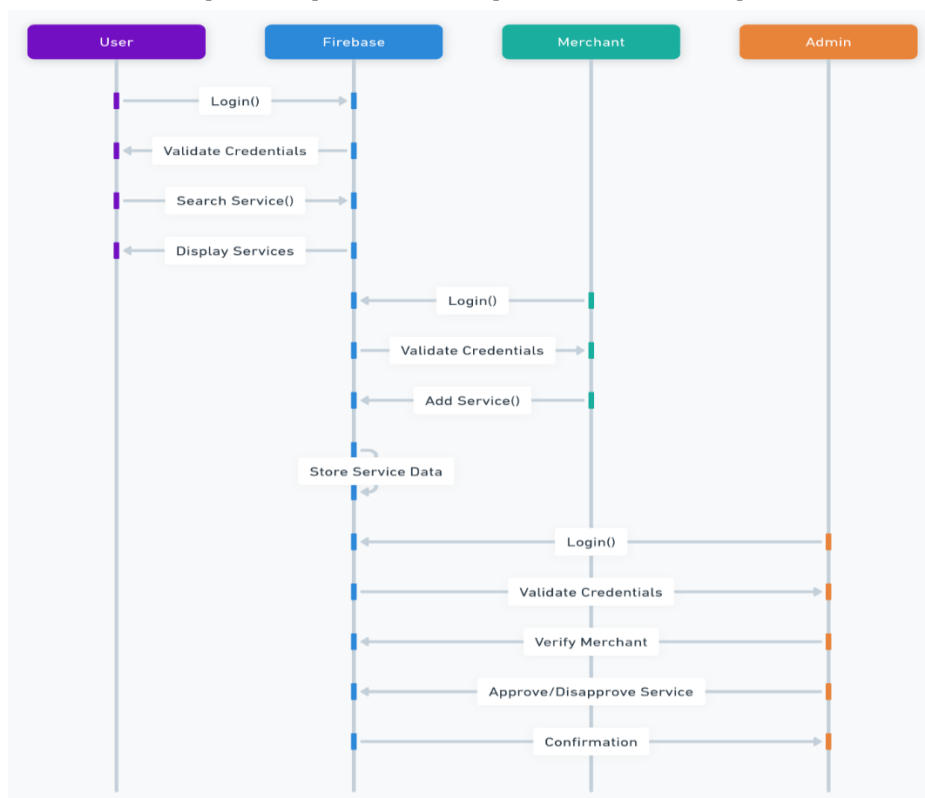 User Firebase Merchant Admin
Login()
Validate Credentials
Search Service()
Display Services
Login()
Validate Credentials
Add Service()
Store Service Data
Login()
Validate Credentials
Verify Merchant
Approve/Disapprove Service
Confirmation